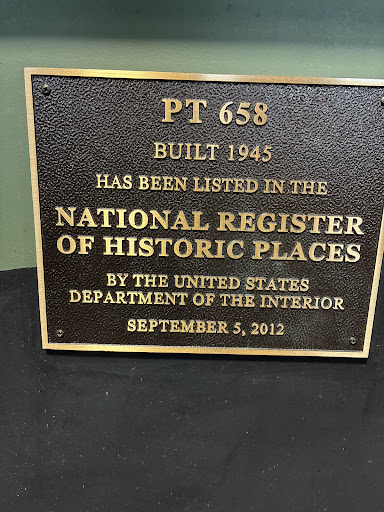 PT 658
BUILT 1945
HAS BEEN LISTED IN THE
NATIONAL REGISTER
OF HISTORIC PLACES
BY THE UNITED STATES
DEPARTMENT OF THE INTERIOR
SEPTEMBER 5, 2012